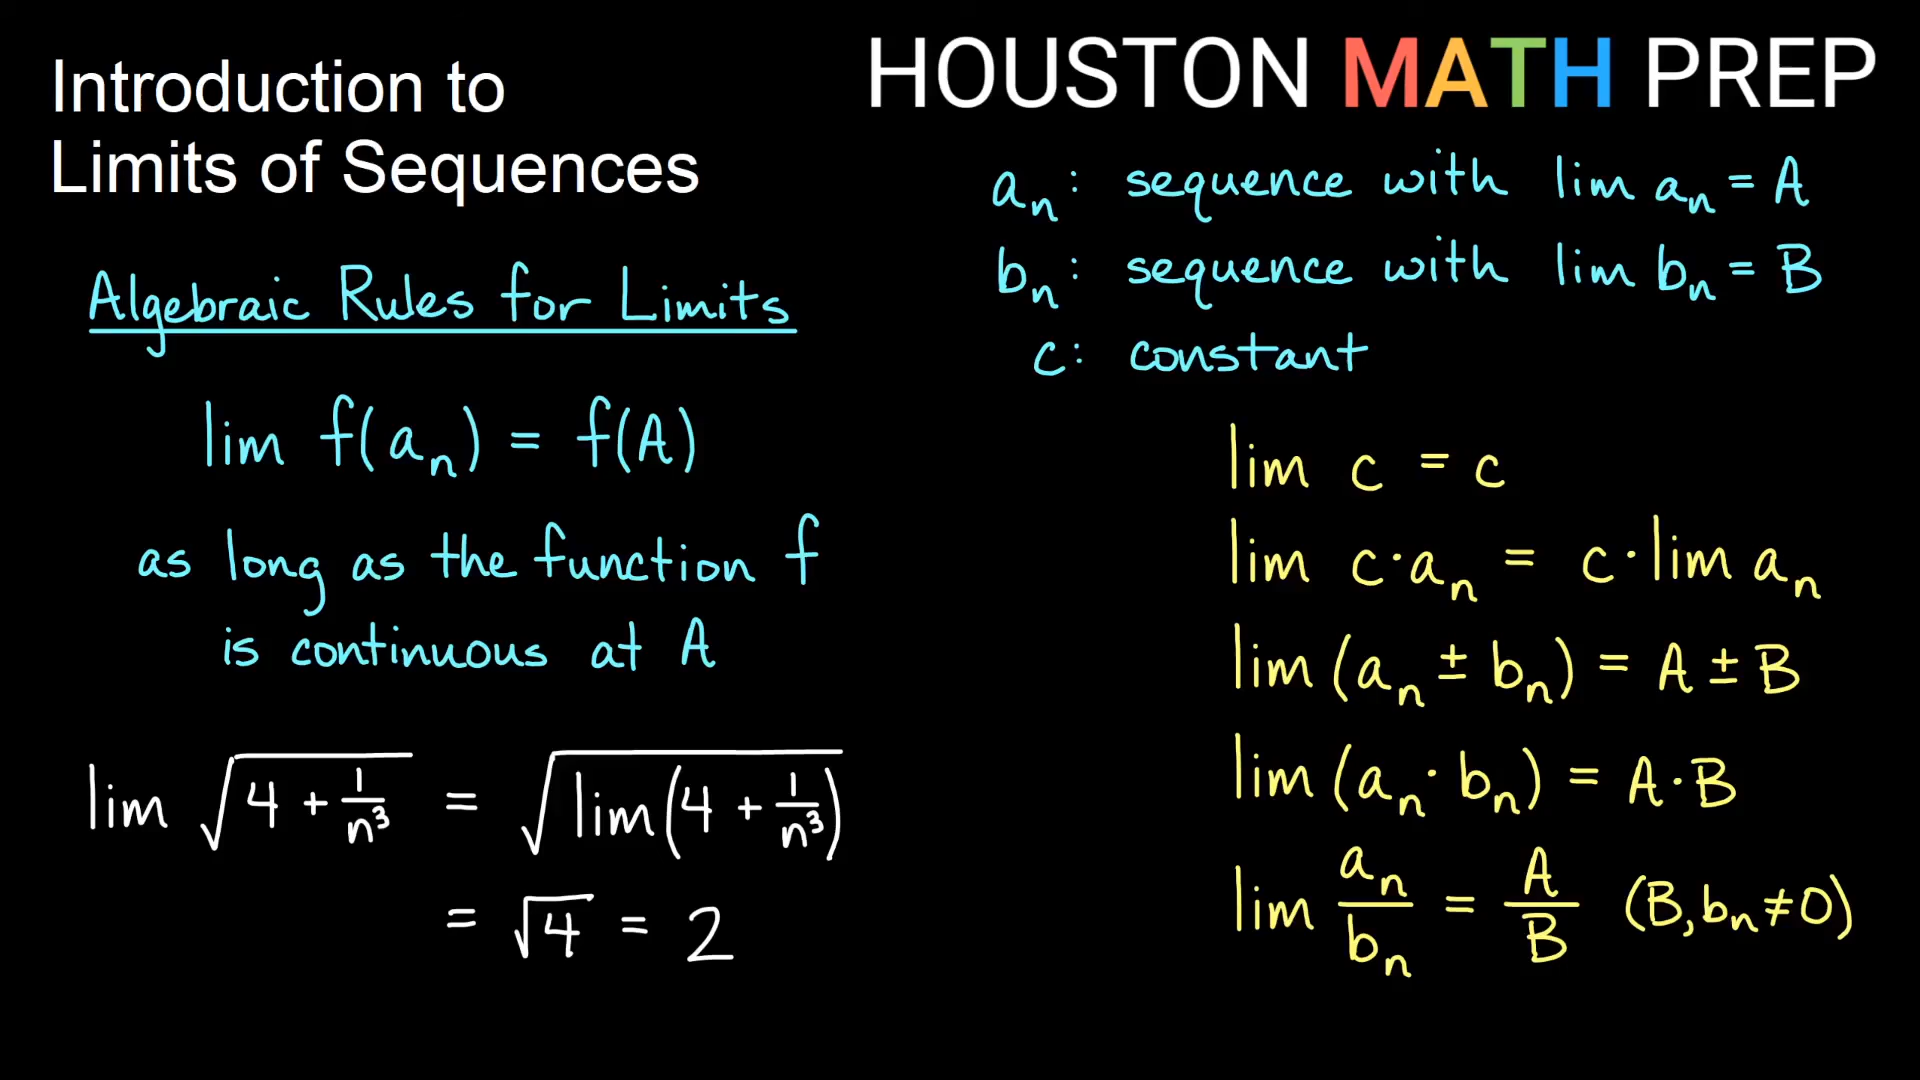 Introduction to
Limits of Sequences
HOUSTON MATH PREP
aₙ: sequence with lim aₙ = A
bₙ: sequence with lim bₙ = B
c: constant
Algebraic Rules for Limits
lim f(aₙ) = f(A)
as long as the function f
is continuous at A
lim √(4 + 1/n³) = √(lim(4 + 1/n³))
= √4 = 2
lim c = c
lim c·aₙ = c·lim aₙ
lim (aₙ ± bₙ) = A ± B
lim (aₙ · bₙ) = A · B
lim aₙ/bₙ = A/B (B, bₙ ≠ 0)